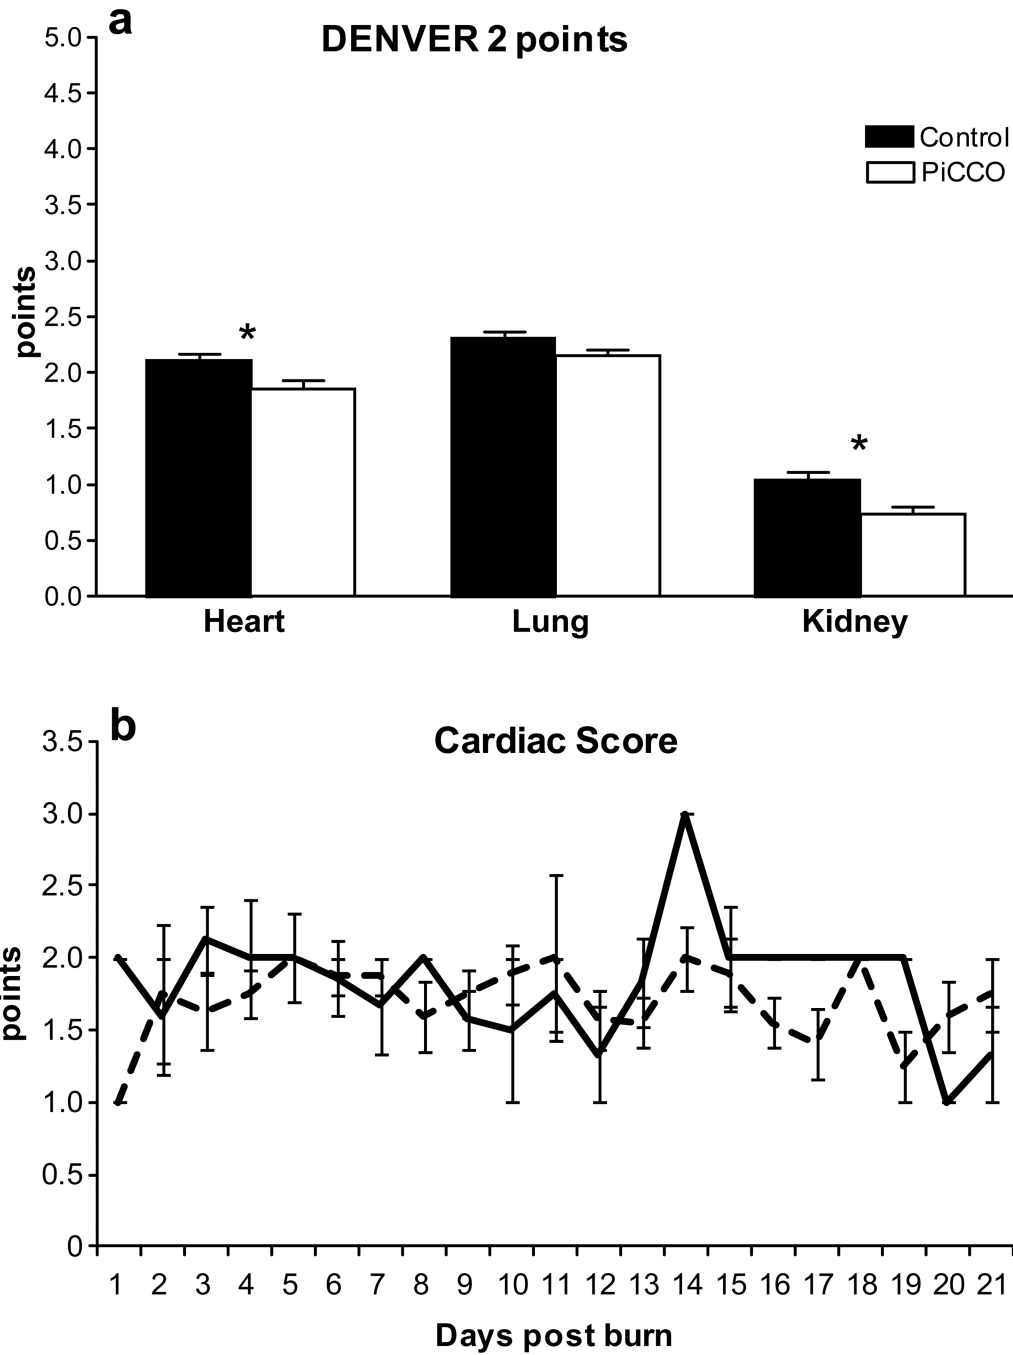 a
DENVER 2 points
5.0
4.5
4.0
3.5
3.0
2.5
2.0
1.5
1.0
0.5
0.0
points
Control
PiCCO
*
*
Heart Lung Kidney
b
Cardiac Score
3.5
3.0
2.5
2.0
1.5
1.0
0.5
0
points
1 2 3 4 5 6 7 8 9 10 11 12 13 14 15 16 17 18 19 20 21
Days post burn